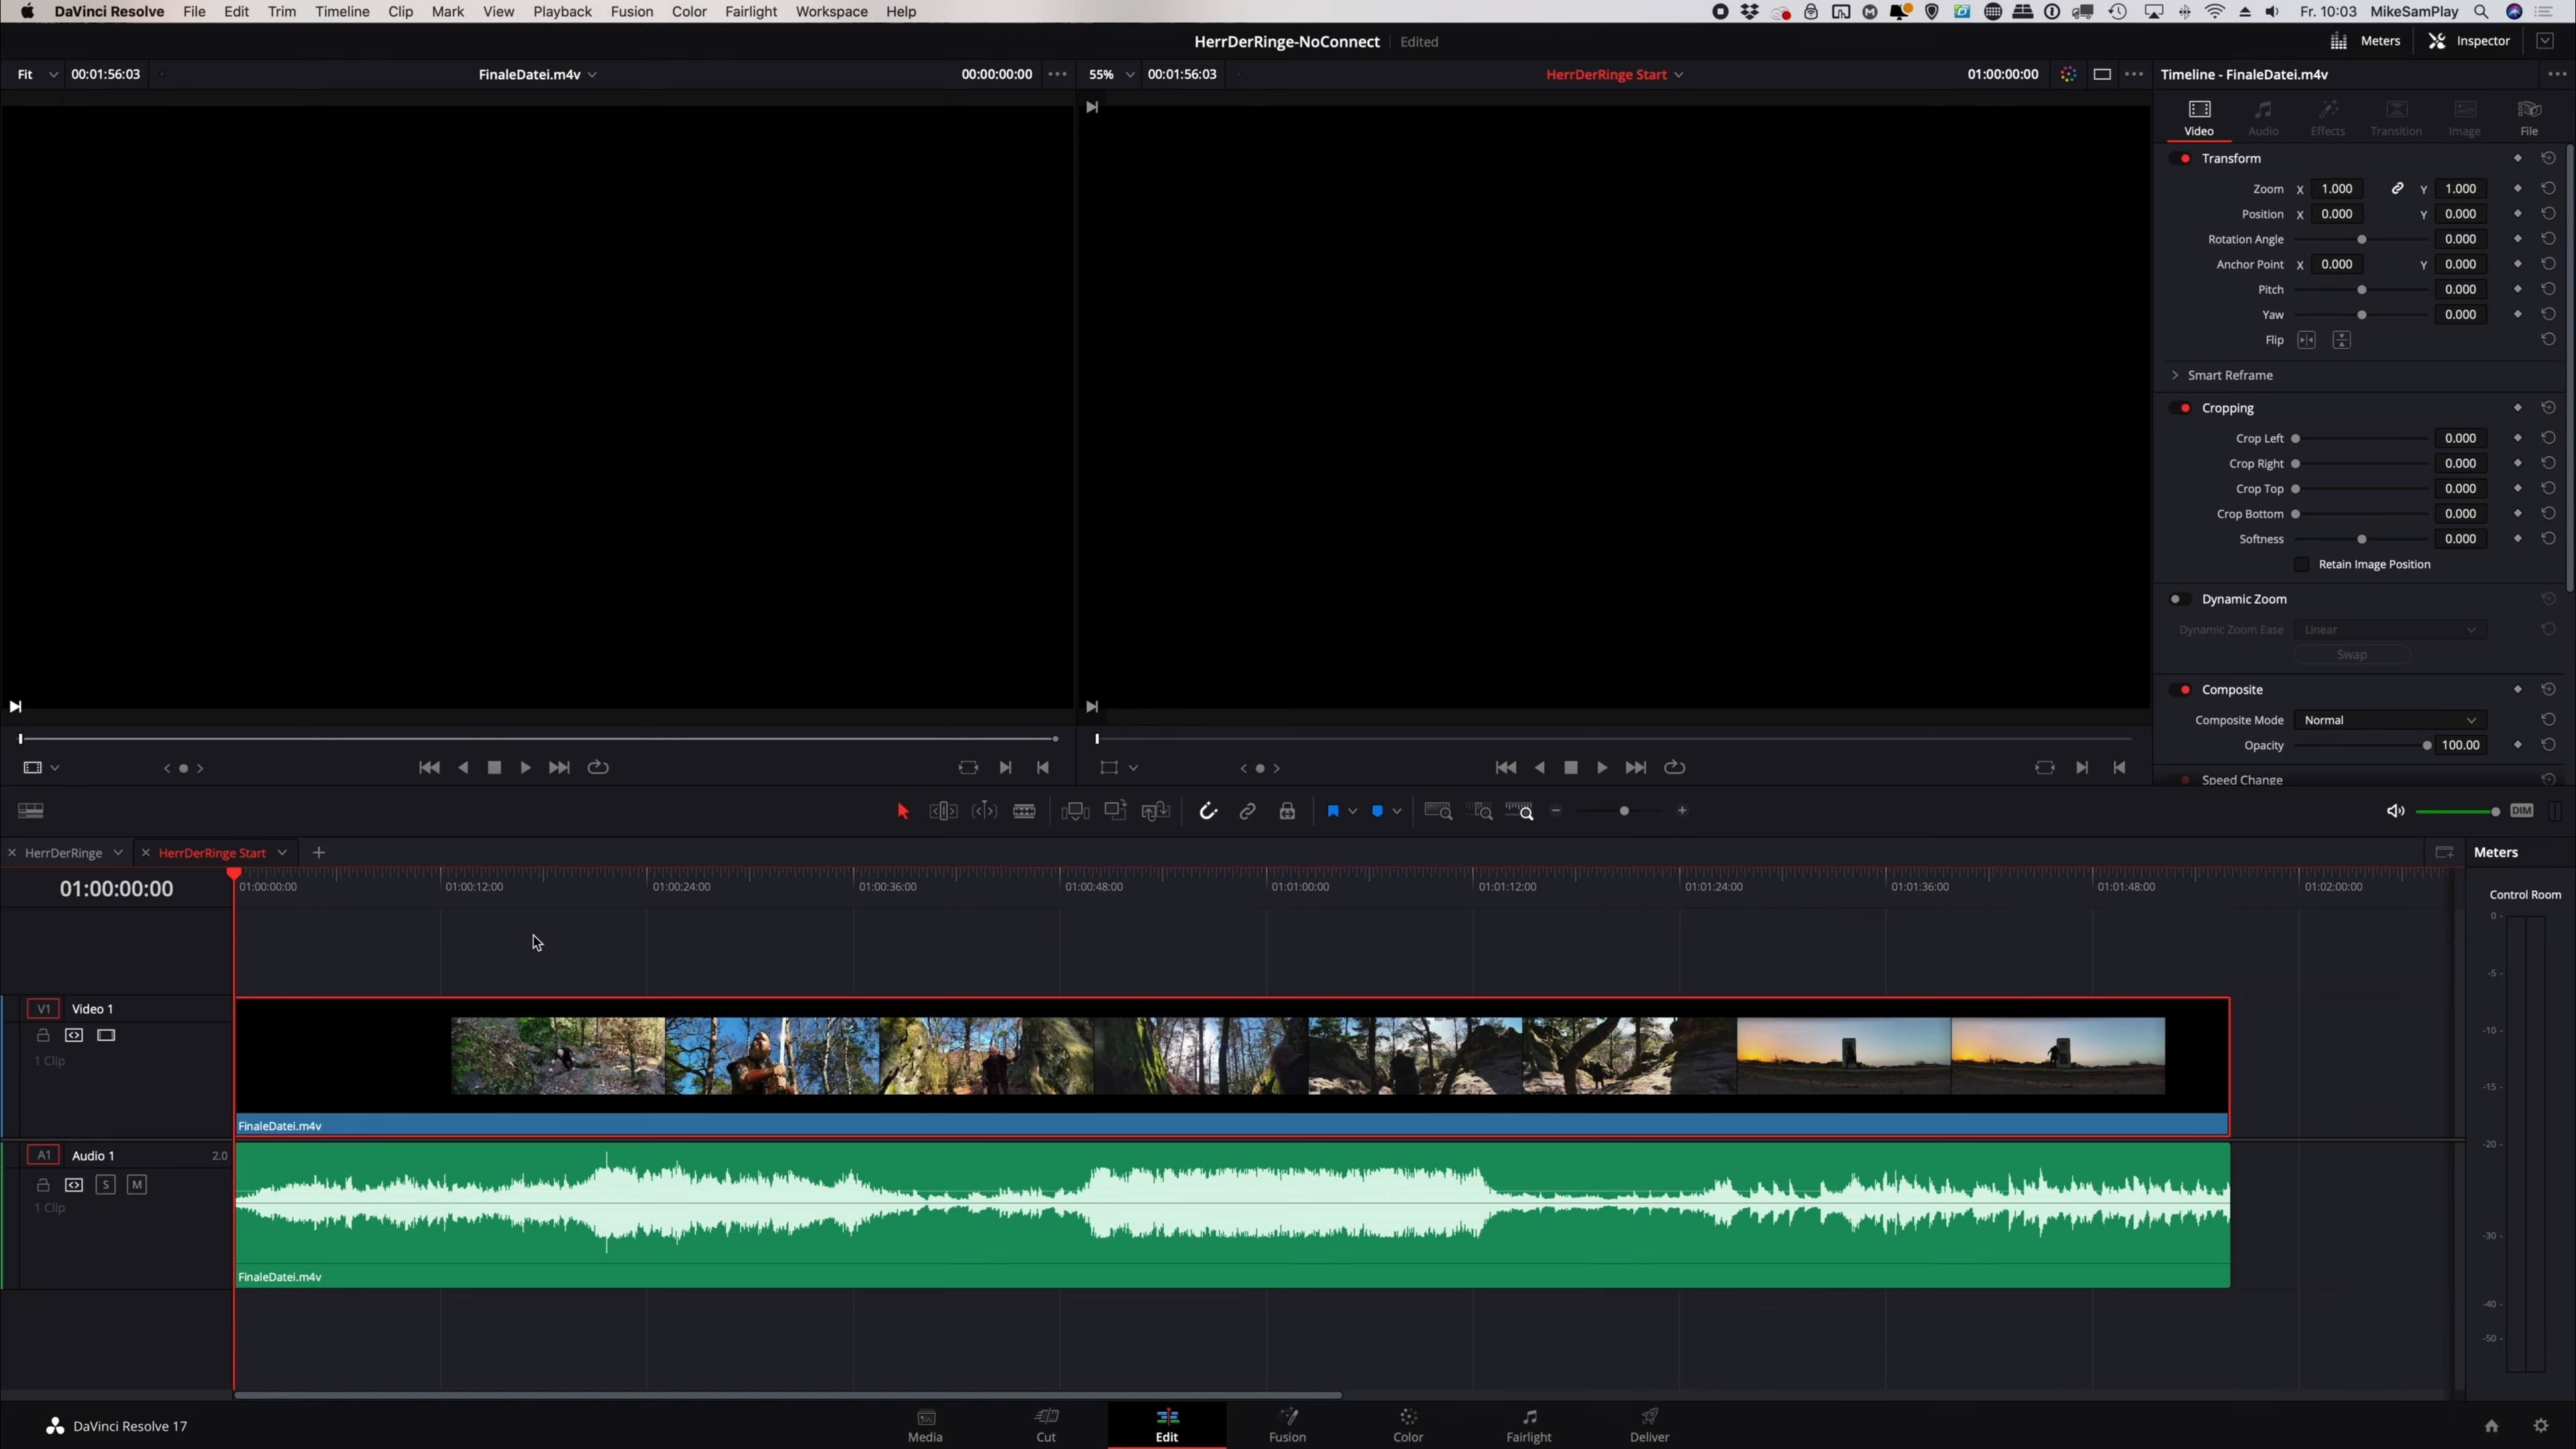 DaVinci Resolve File Edit Trim Timeline Clip Mark View Playback Fusion Color Fairlight Workspace Help Fr. 10:03 MikeSamPlay
HerrDerRinge-NoConnect Edited Meters Inspector
Fit 00:01:56:03 FinaleDatei.m4v 00:00:00:00 55% 00:01:56:03 HerrDerRinge Start 01:00:00:00 Timeline - FinaleDatei.m4v
Video Audio Effects Transition Image File
Transform
Zoom X 1.000 Y 1.000
Position X 0.000 Y 0.000
Rotation Angle 0.000
Anchor Point X 0.000 Y 0.000
Pitch 0.000
Yaw 0.000
Flip
Smart Reframe
Cropping
Crop Left 0.000
Crop Right 0.000
Crop Top 0.000
Crop Bottom 0.000
Softness 0.000
Retain Image Position
Dynamic Zoom
Dynamic Zoom Ease Linear
Swap
Composite
Composite Mode Normal
Opacity 100.00
Speed Change
DIM
HerrDerRinge HerrDerRinge Start Meters
01:00:00:00 01:00:00:00 01:00:12:00 01:00:24:00 01:00:36:00 01:00:48:00 01:01:00:00 01:01:12:00 01:01:24:00 01:01:36:00 01:01:48:00 01:02:00:00
Control Room
0
-5
-10
-15
-20
-30
-40
-50
V1 Video 1
1 Clip
FinaleDatei.m4v
A1 Audio 1 2.0
S M
1 Clip
FinaleDatei.m4v
DaVinci Resolve 17 Media Cut Edit Fusion Color Fairlight Deliver